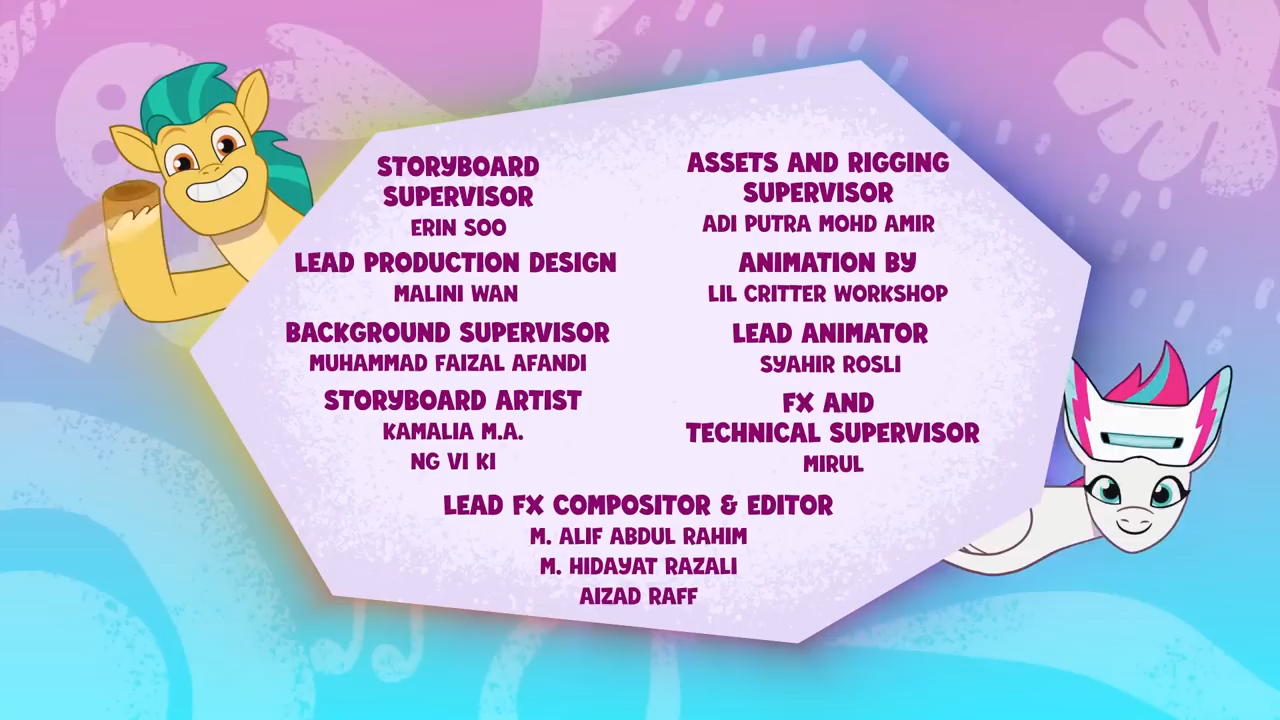 STORYBOARD
SUPERVISOR
ERIN SOO
LEAD PRODUCTION DESIGN
MALINI WAN
BACKGROUND SUPERVISOR
MUHAMMAD FAIZAL AFANDI
STORYBOARD ARTIST
KAMALIA M.A.
NG VI KI
ASSETS AND RIGGING
SUPERVISOR
ADI PUTRA MOHD AMIR
ANIMATION BY
LIL CRITTER WORKSHOP
LEAD ANIMATOR
SYAHIR ROSLI
FX AND
TECHNICAL SUPERVISOR
MIRUL
LEAD FX COMPOSITOR & EDITOR
M. ALIF ABDUL RAHIM
M. HIDAYAT RAZALI
AIZAD RAFF